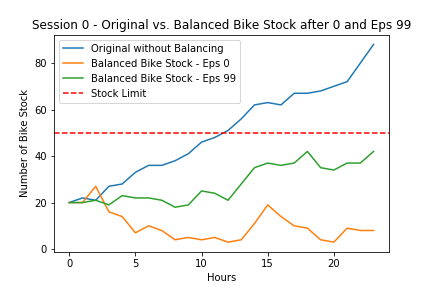 Session 0 - Original vs. Balanced Bike Stock after 0 and Eps 99
Original without Balancing
Balanced Bike Stock - Eps 0
Balanced Bike Stock - Eps 99
Stock Limit
Number of Bike Stock
80
60
40
20
0
0 5 10 15 20
Hours